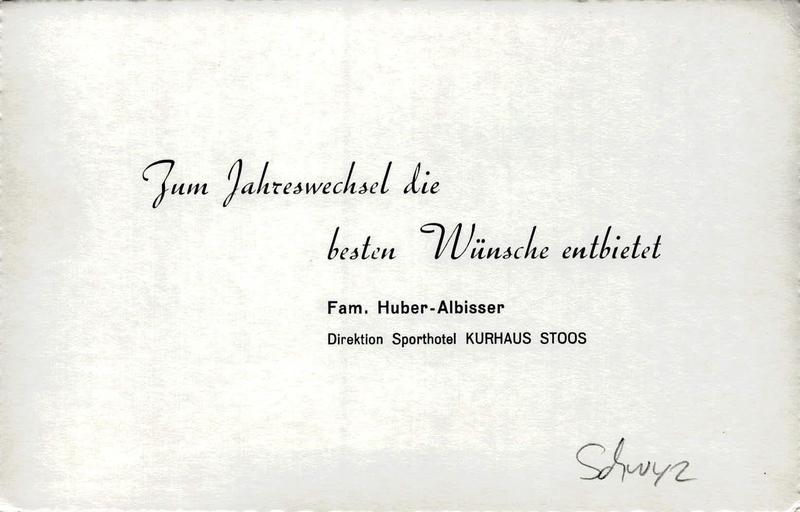 Zum Jahreswechsel die
besten Wünsche entbietet
Fam. Huber-Albisser
Direktion Sporthotel KURHAUS STOOS
Schwyz